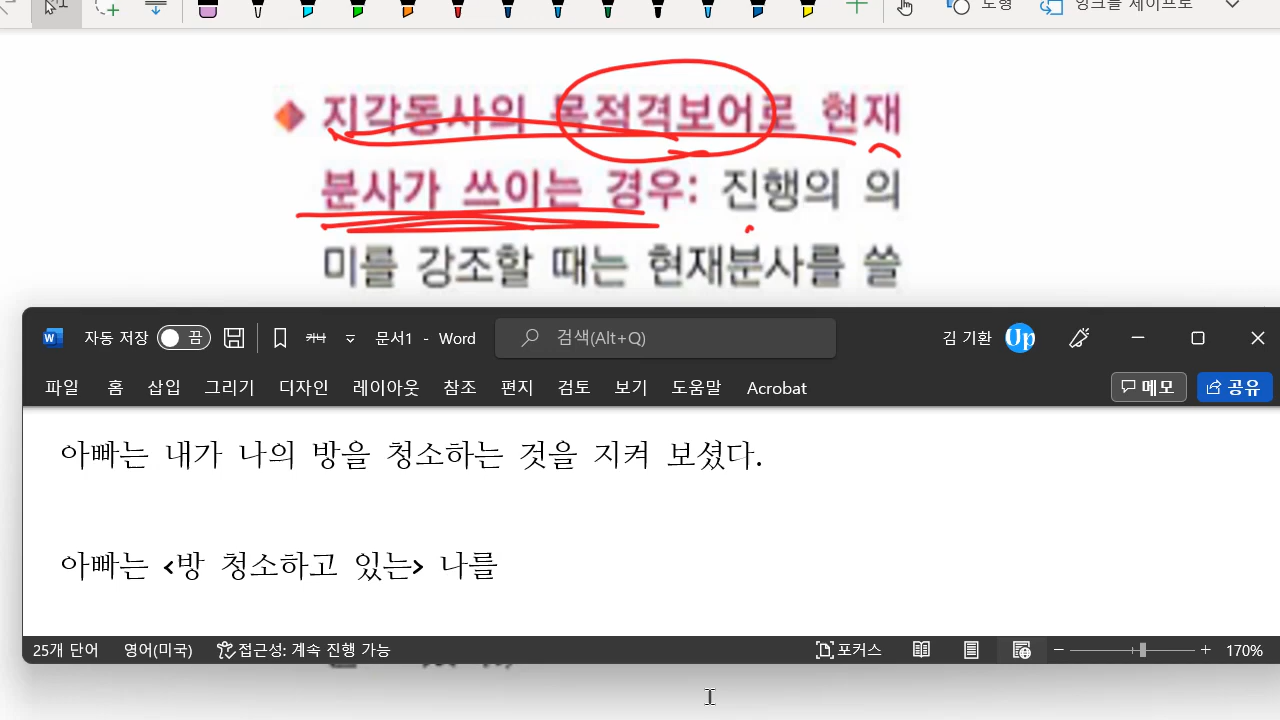 도형
잉크를 셰이프로
지각동사의 목적격보어로 현재
분사가 쓰이는 경우: 진행의 의
미를 강조할 때는 현재분사를 쓸
자동 저장 끔 문서1 - Word 검색(Alt+Q) 김 기환 Up
파일 홈 삽입 그리기 디자인 레이아웃 참조 편지 검토 보기 도움말 Acrobat 메모 공유
아빠는 내가 나의 방을 청소하는 것을 지켜 보셨다.
아빠는 <방 청소하고 있는> 나를
25개 단어 영어(미국) 접근성: 계속 진행 가능 포커스 170%